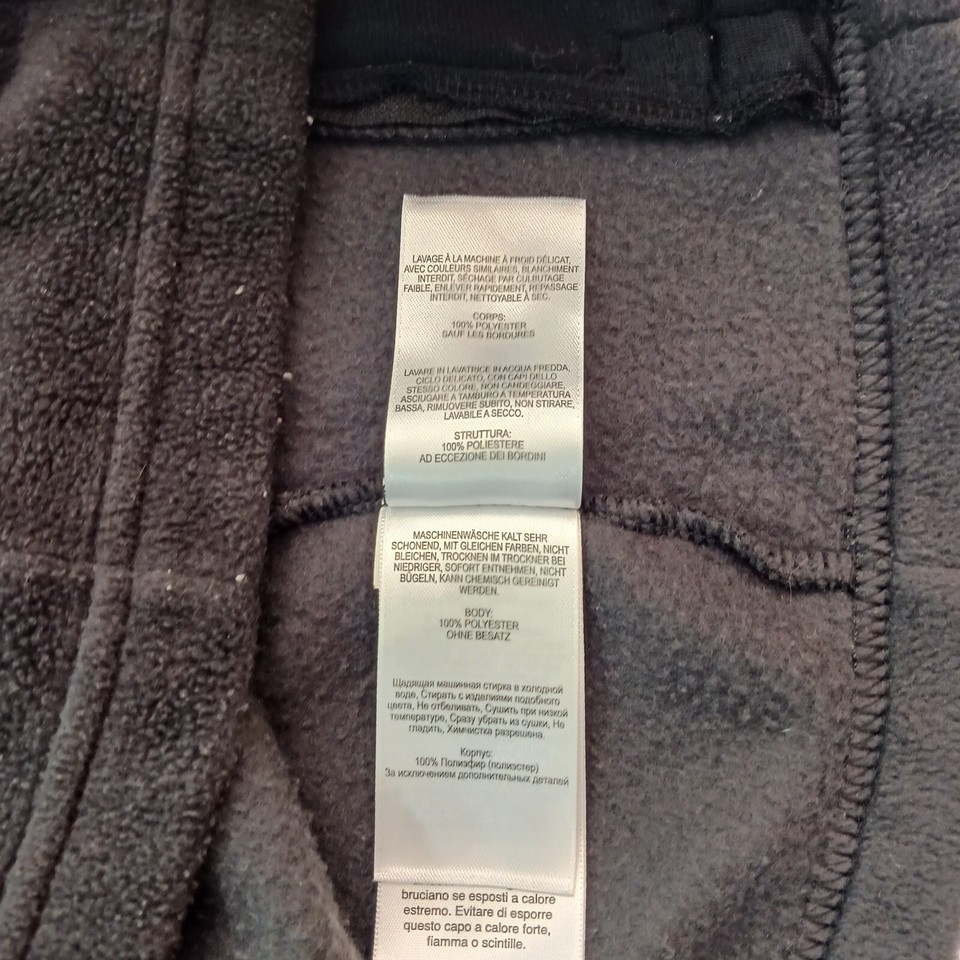 LAVAGE À LA MACHINE À FROID DÉLICAT,
AVEC COULEURS SIMILAIRES, BLANCHIMENT
INTERDIT, SÉCHAGE PAR CULBUTAGE
FAIBLE, ENLEVER RAPIDEMENT, REPASSAGE
INTERDIT, NETTOYABLE À SEC.
CORPS:
100% POLYESTER
SAUF LES BORDURES
LAVARE IN LAVATRICE IN ACQUA FREDDA,
CICLO DELICATO, CON CAPI DELLO
STESSO COLORE, NON CANDEGGIARE,
ASCIUGARE A TAMBURO A TEMPERATURA
BASSA, RIMUOVERE SUBITO, NON STIRARE,
LAVABILE A SECCO.
STRUTTURA:
100% POLIESTERE
AD ECCEZIONE DEI BORDINI
MASCHINENWÄSCHE KALT SEHR
SCHONEND, MIT GLEICHEN FARBEN, NICHT
BLEICHEN, TROCKNEN IM TROCKNER BEI
NIEDRIGER, SOFORT ENTNEHMEN, NICHT
BÜGELN, KANN CHEMISCH GEREINIGT
WERDEN.
BODY:
100% POLYESTER
OHNE BESATZ
Щадящая машинная стирка в холодной
воде, Стирать с изделиями подобного
цвета, Не отбеливать, Сушить при низкой
температуре, Сразу убрать из сушки, Не
гладить, Химчистка разрешена.
Корпус:
100% Полиэфир (полиэстер)
За исключением дополнительных деталей
bruciano se esposti a calore
estremo. Evitare di esporre
questo capo a calore forte,
fiamma o scintille.